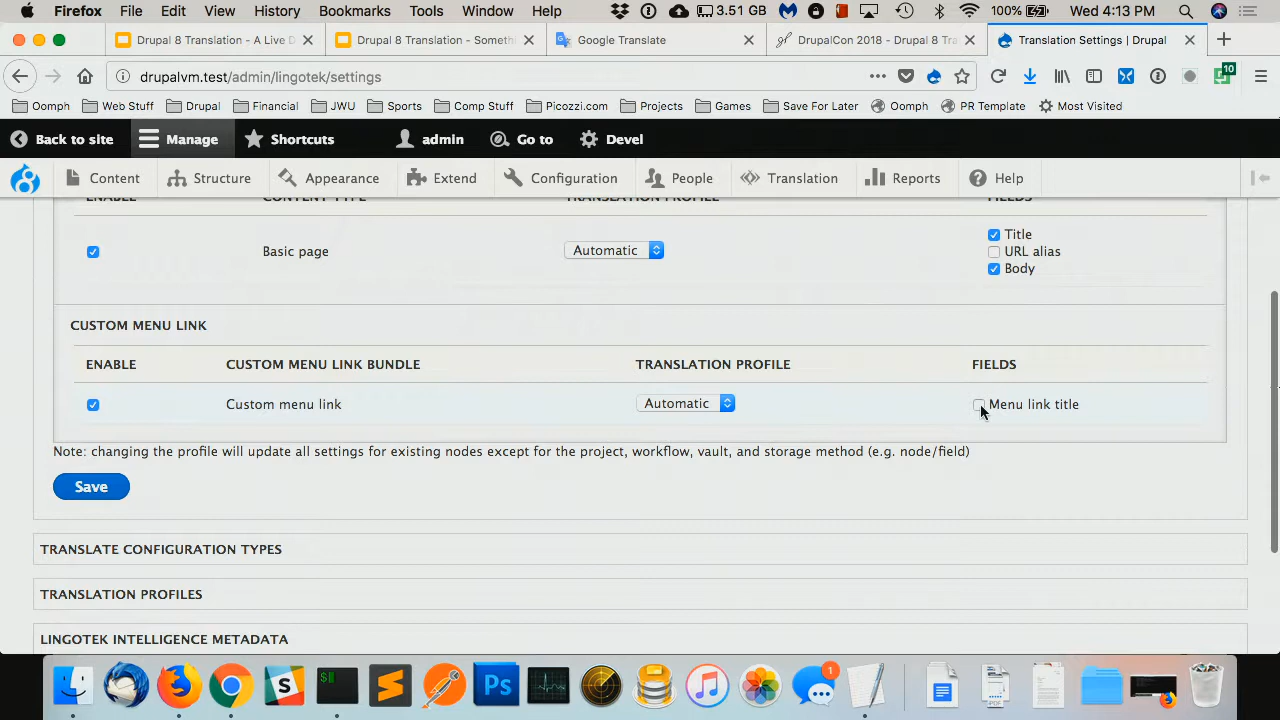 Firefox File Edit View History Bookmarks Tools Window Help 3.51 GB 100% Wed 4:13 PM
Drupal 8 Translation - A Live D Drupal 8 Translation - Somet Google Translate DrupalCon 2018 - Drupal 8 Tra Translation Settings | Drupal
drupalvm.test/admin/lingotek/settings 10
Oomph Web Stuff Drupal Financial JWU Sports Comp Stuff Picozzi.com Projects Games Save For Later Oomph PR Template Most Visited
Back to site Manage Shortcuts admin Go to Devel
Content Structure Appearance Extend Configuration People Translation Reports Help
ENABLE CONTENT TYPE TRANSLATION PROFILE FIELDS
Title
Basic page Automatic URL alias
Body
CUSTOM MENU LINK
ENABLE CUSTOM MENU LINK BUNDLE TRANSLATION PROFILE FIELDS
Custom menu link Automatic Menu link title
Note: changing the profile will update all settings for existing nodes except for the project, workflow, vault, and storage method (e.g. node/field)
Save
TRANSLATE CONFIGURATION TYPES
TRANSLATION PROFILES
LINGOTEK INTELLIGENCE METADATA
S $ Ps 1